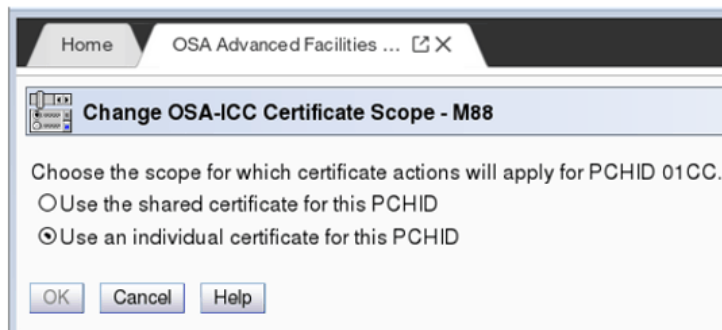 Home
OSA Advanced Facilities ...
Change OSA-ICC Certificate Scope - M88
Choose the scope for which certificate actions will apply for PCHID 01CC.
Use the shared certificate for this PCHID
Use an individual certificate for this PCHID
OK Cancel Help